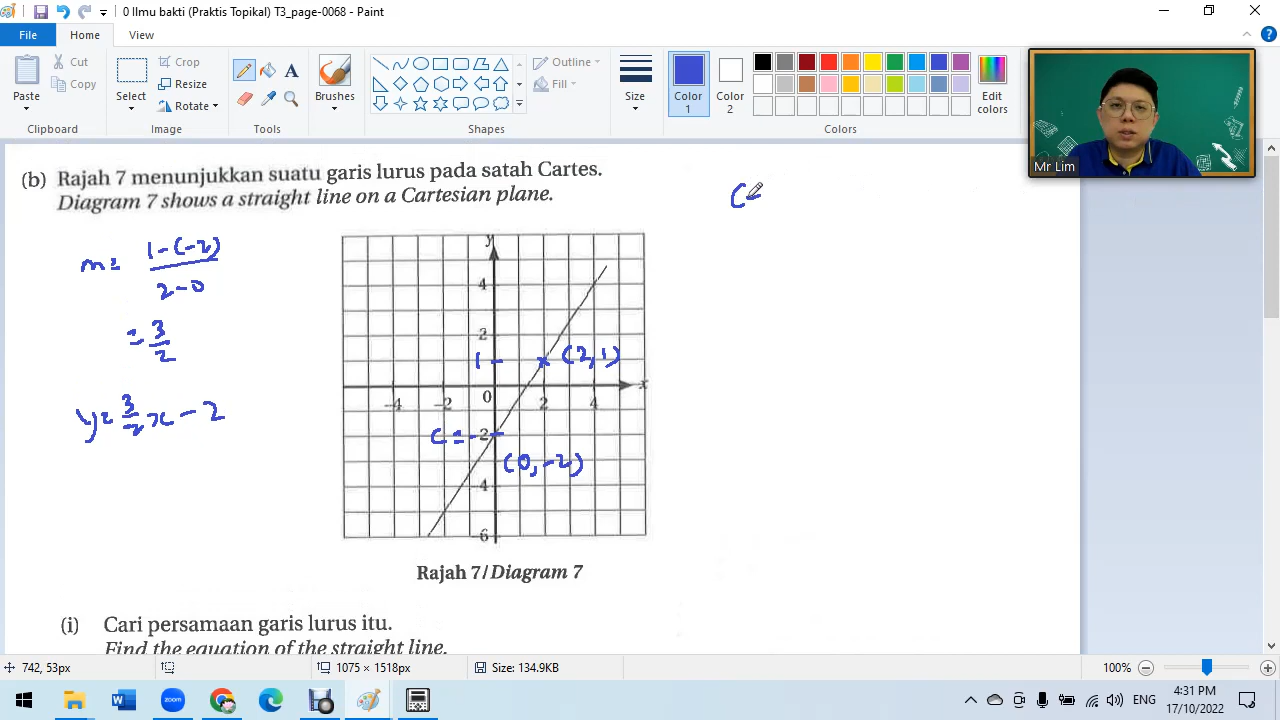 0 Ilmu bakti (Praktis Topikal) T3_page-0068 - Paint
File Home View
Paste Cut Copy Select Crop Resize Rotate Brushes Outline Fill Size Color 1 Color 2 Edit colors
Clipboard Image Tools Shapes Colors
Mr Lim
(b) Rajah 7 menunjukkan suatu garis lurus pada satah Cartes.
Diagram 7 shows a straight line on a Cartesian plane.
m = 1-(-2)
2-0
= 3/2
y = 3/2 x - 2
y
4
2
1
(2, 1)
x
-4 -2 0 2 4
c = -2
(0, -2)
-4
-6
Rajah 7/Diagram 7
(i) Cari persamaan garis lurus itu.
Find the equation of the straight line.
742, 53px 1075 × 1518px Size: 134.9KB 100%
zoom
ENG
4:31 PM
17/10/2022